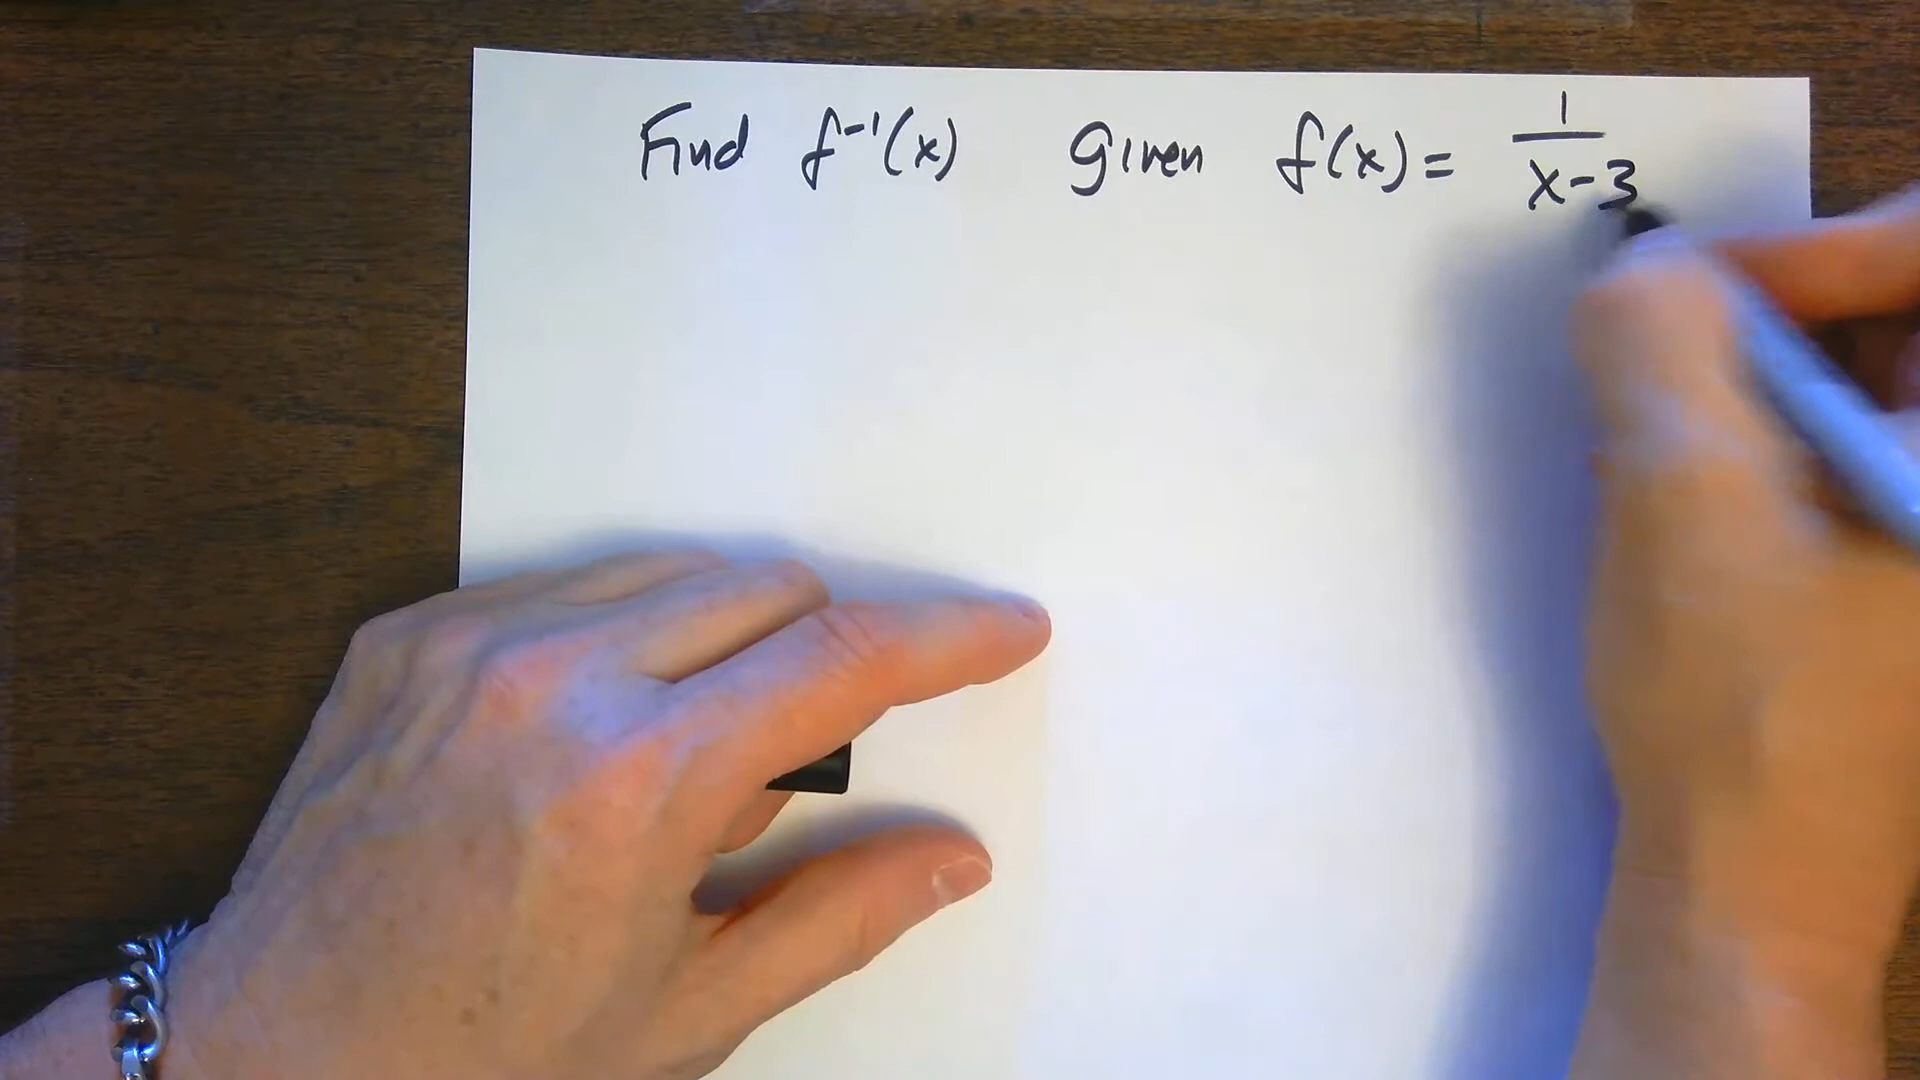 Find f⁻¹(x) Given f(x) = 1/(x-3)